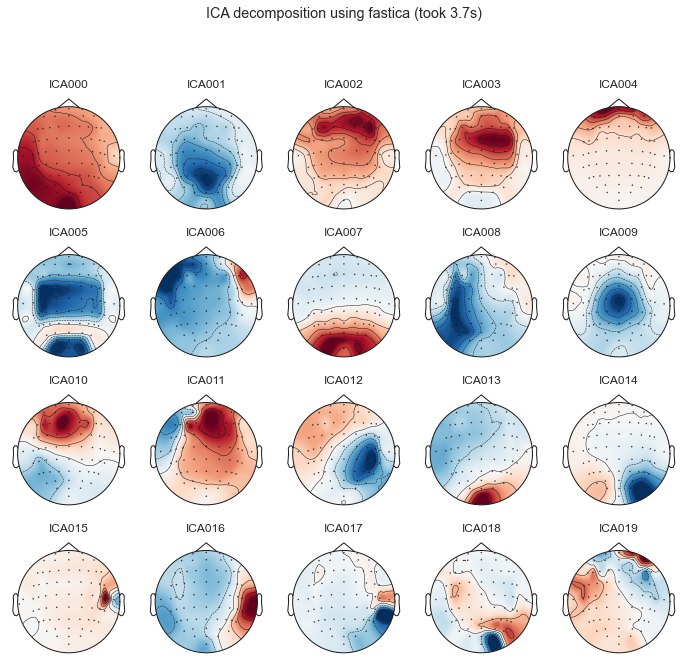 ICA decomposition using fastica (took 3.7s)
ICA000 ICA001 ICA002 ICA003 ICA004
ICA005 ICA006 ICA007 ICA008 ICA009
ICA010 ICA011 ICA012 ICA013 ICA014
ICA015 ICA016 ICA017 ICA018 ICA019